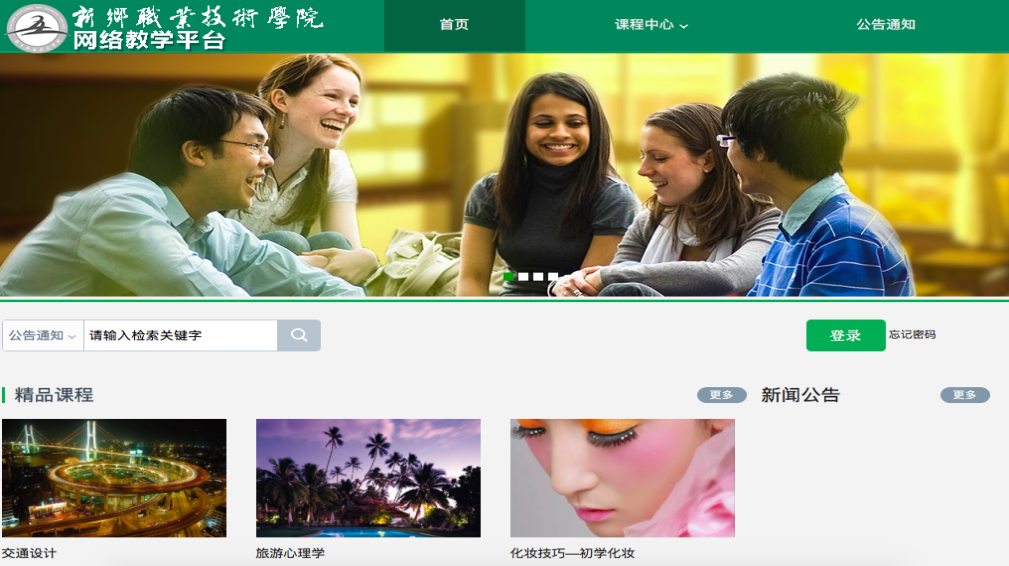 新鄉職業技術學院
网络教学平台
首页
课程中心
公告通知
公告通知
请输入检索关键字
登录
忘记密码
精品课程
更多
新闻公告
更多
交通设计
旅游心理学
化妆技巧—初学化妆